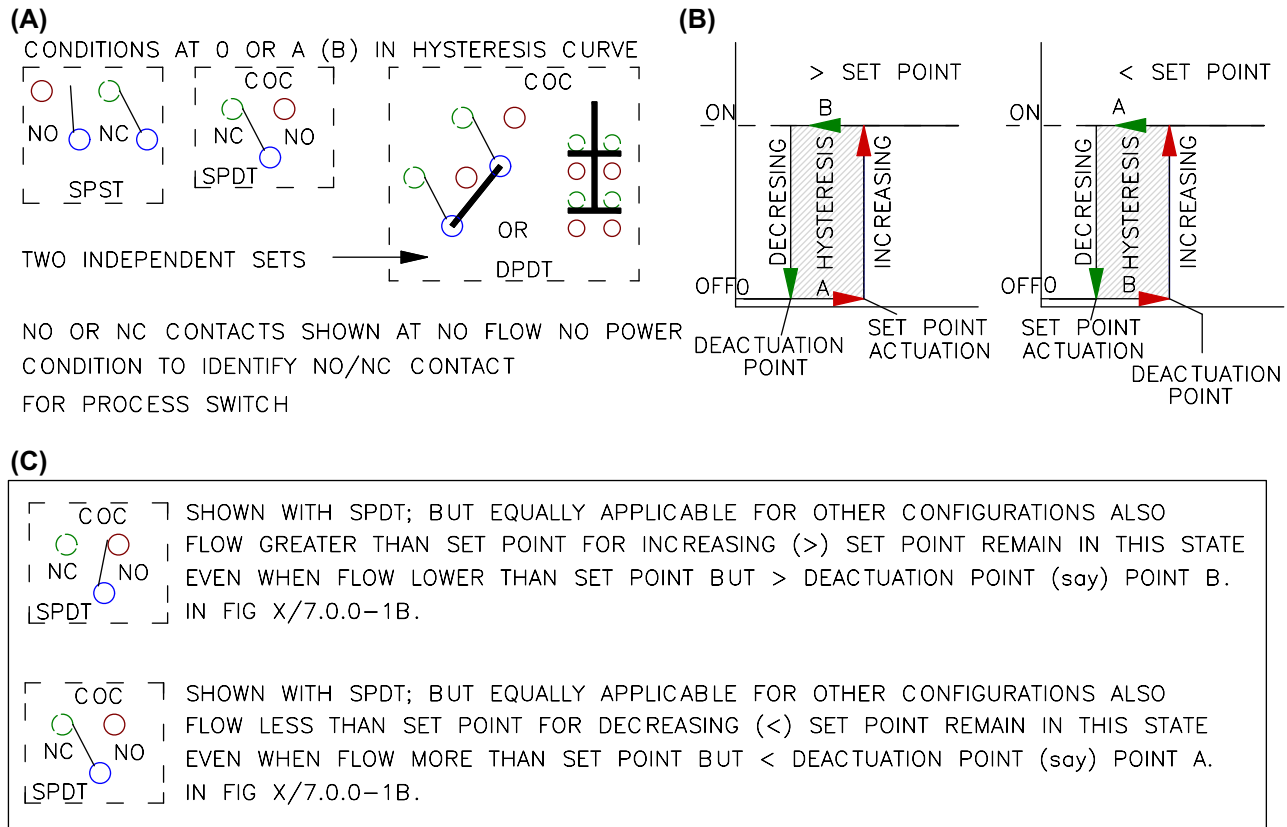 (A)
CONDITIONS AT 0 OR A (B) IN HYSTERESIS CURVE
NO
NC
SPST
COC
NC
NO
SPDT
COC
OR
DPDT
TWO INDEPENDENT SETS
NO OR NC CONTACTS SHOWN AT NO FLOW NO POWER
CONDITION TO IDENTIFY NO/NC CONTACT
FOR PROCESS SWITCH
(B)
> SET POINT
ON
B
DECRESING
HYSTERESIS
INCREASING
OFF0
A
DEACTUATION
POINT
SET POINT
ACTUATION
< SET POINT
ON
A
DECRESING
HYSTERESIS
INCREASING
OFF0
B
SET POINT
ACTUATION
DEACTUATION
POINT
(C)
COC
NC
NO
SPDT
SHOWN WITH SPDT; BUT EQUALLY APPLICABLE FOR OTHER CONFIGURATIONS ALSO
FLOW GREATER THAN SET POINT FOR INCREASING (>) SET POINT REMAIN IN THIS STATE
EVEN WHEN FLOW LOWER THAN SET POINT BUT > DEACTUATION POINT (say) POINT B.
IN FIG X/7.0.0-1B.
COC
NC
NO
SPDT
SHOWN WITH SPDT; BUT EQUALLY APPLICABLE FOR OTHER CONFIGURATIONS ALSO
FLOW LESS THAN SET POINT FOR DECREASING (<) SET POINT REMAIN IN THIS STATE
EVEN WHEN FLOW MORE THAN SET POINT BUT < DEACTUATION POINT (say) POINT A.
IN FIG X/7.0.0-1B.